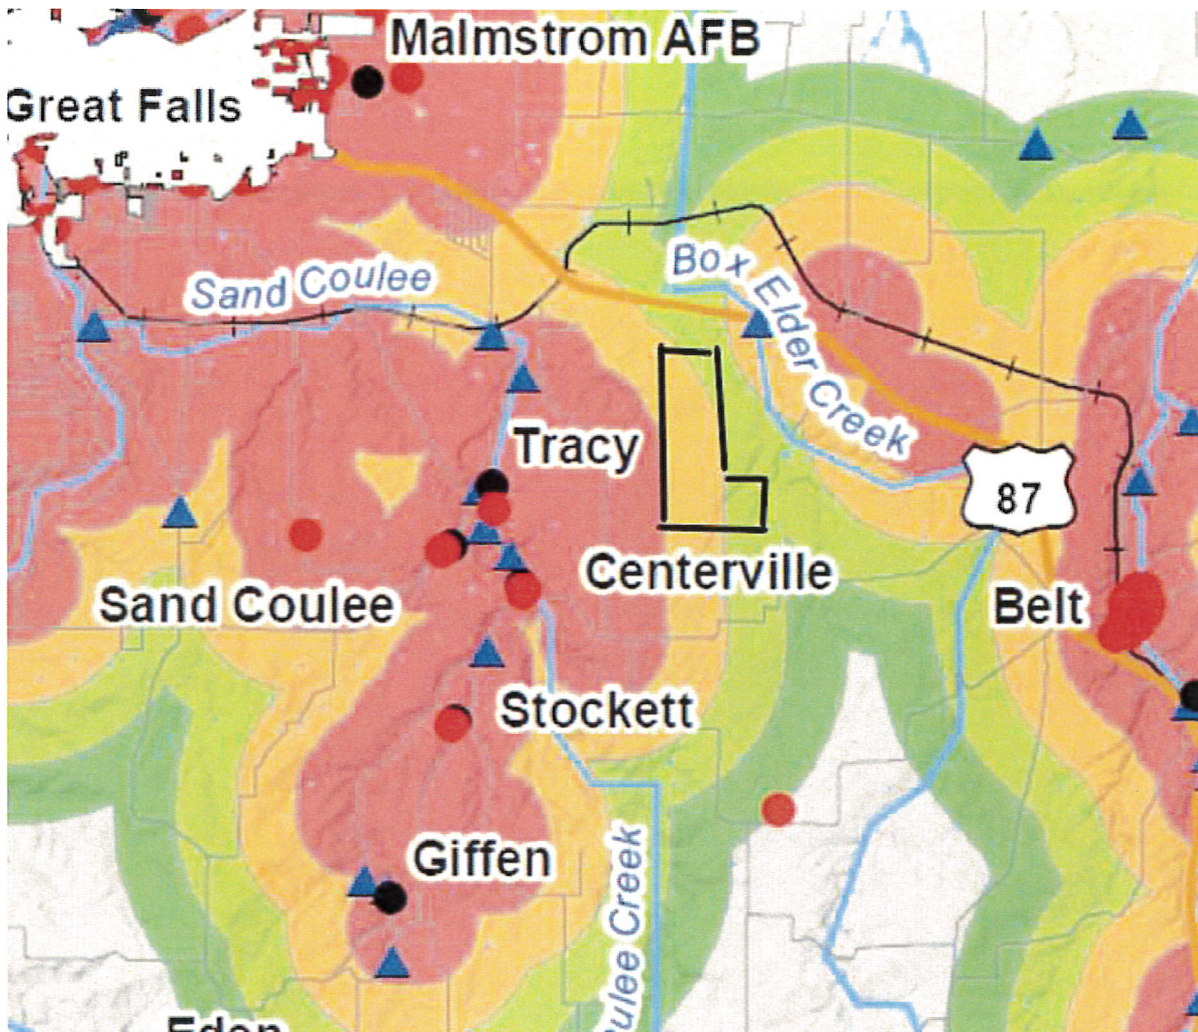 Malmstrom AFB
Great Falls
Sand Coulee
Box Elder Creek
Tracy
87
Centerville
Sand Coulee
Belt
Stockett
Giffen
ulee Creek
Eden